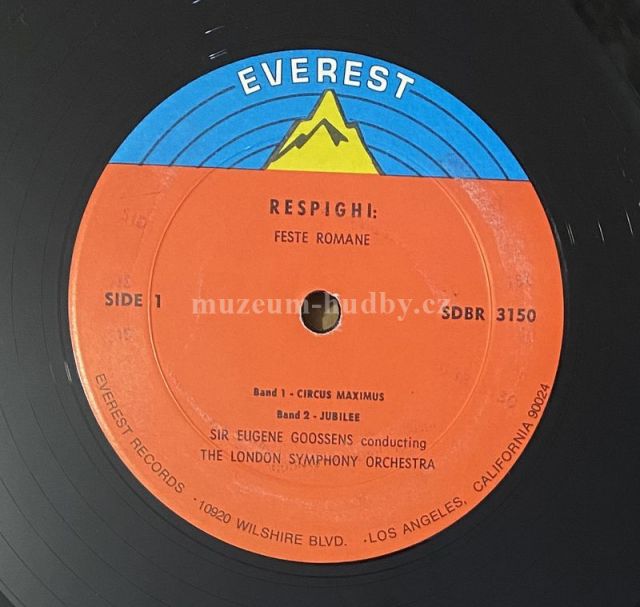 EVEREST
RESPIGHI:
FESTE ROMANE
SIDE 1
muzeum-hudby.cz
SDBR 3150
Band 1 - CIRCUS MAXIMUS
Band 2 - JUBILEE
SIR EUGENE GOOSSENS conducting
THE LONDON SYMPHONY ORCHESTRA
EVEREST RECORDS · 10920 WILSHIRE BLVD. · LOS ANGELES, CALIFORNIA 90024